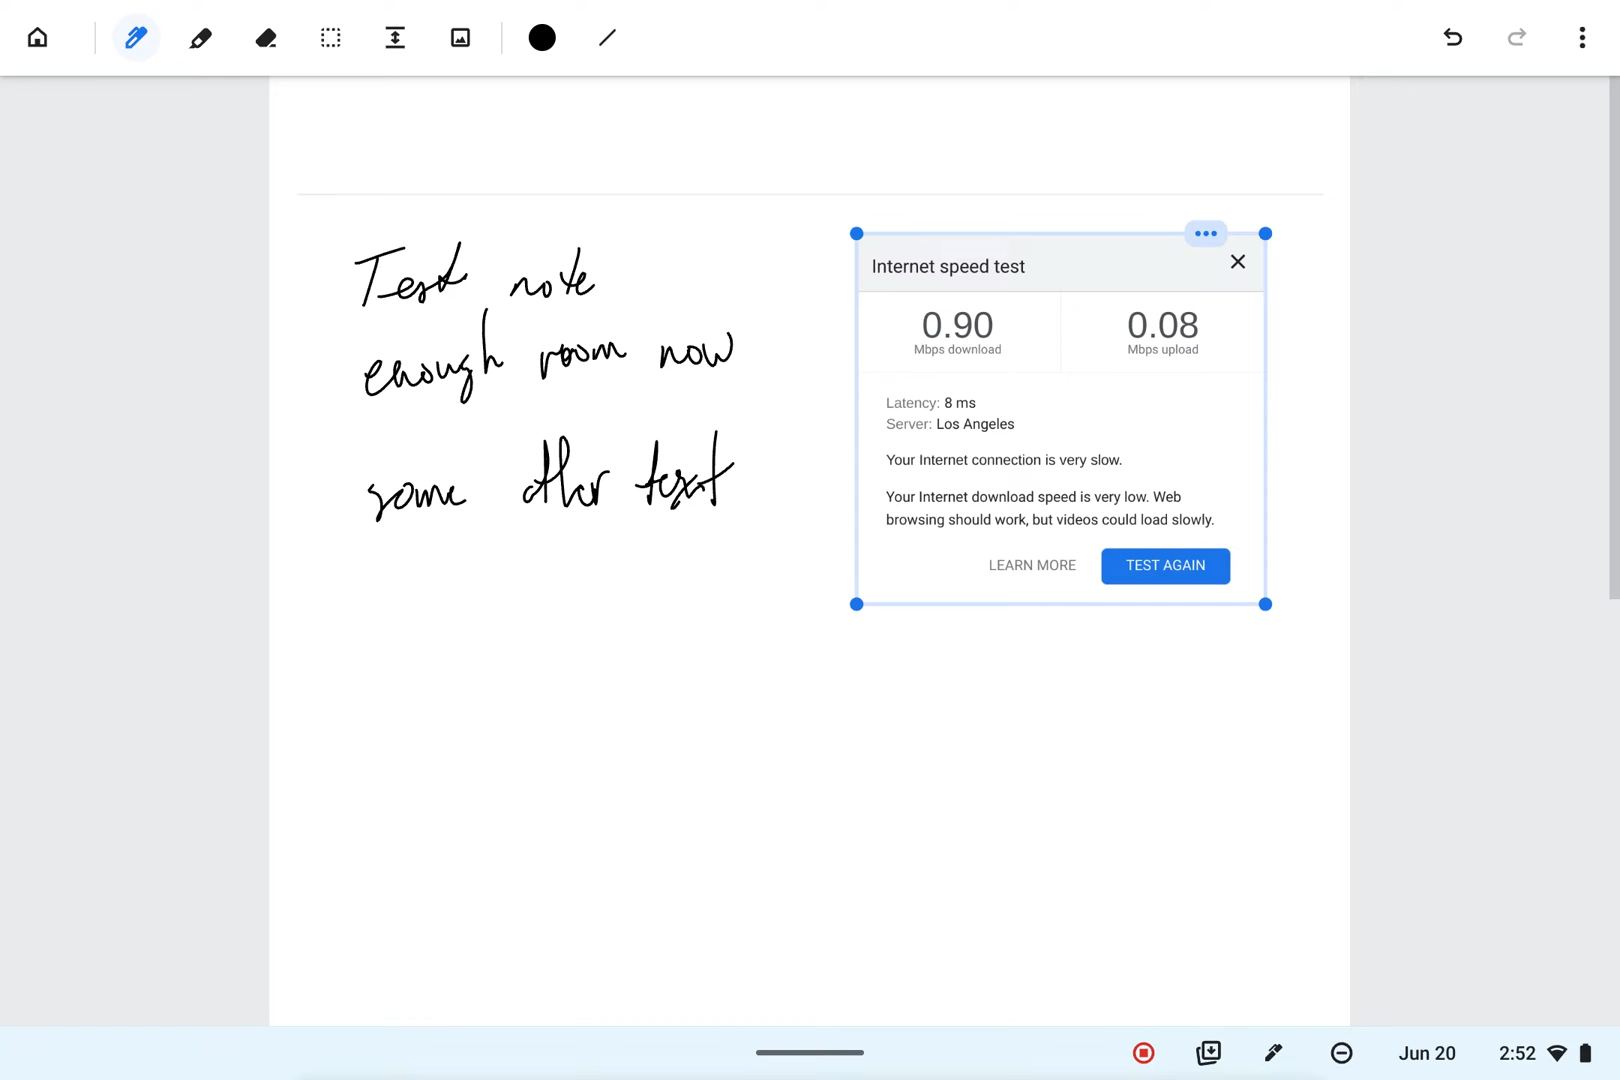 Test note
enough room now
some other text
Internet speed test
0.90
Mbps download
0.08
Mbps upload
Latency: 8 ms
Server: Los Angeles
Your Internet connection is very slow.
Your Internet download speed is very low. Web
browsing should work, but videos could load slowly.
LEARN MORE TEST AGAIN
Jun 20 2:52